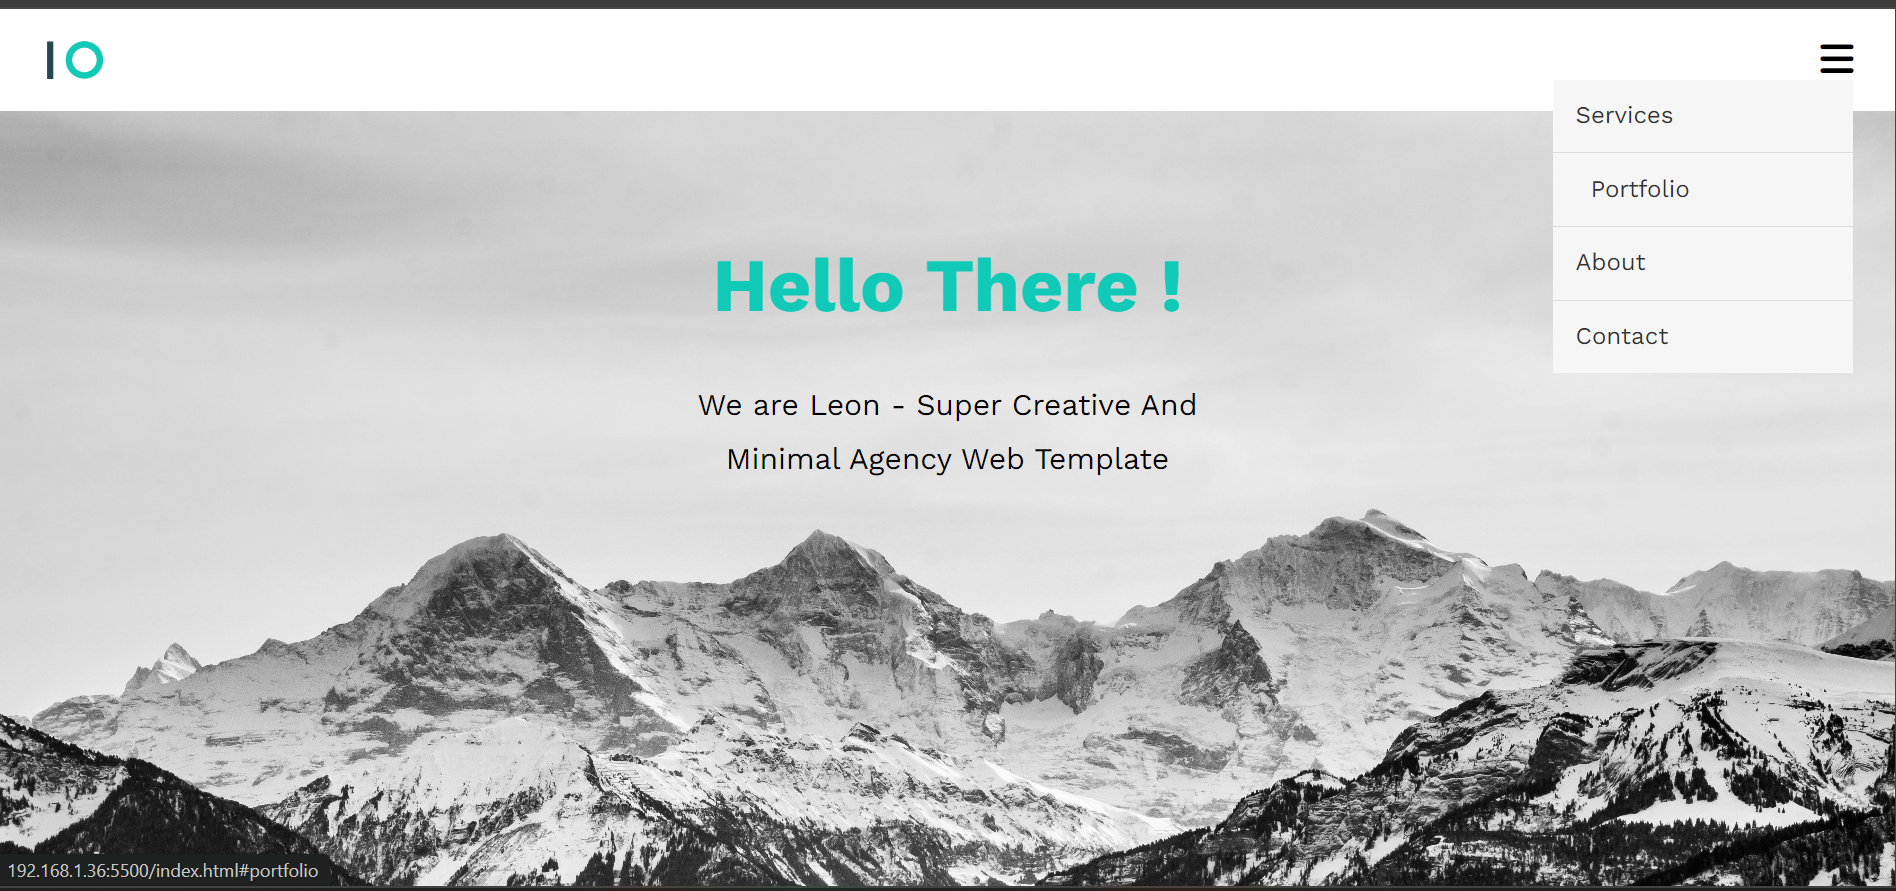 IO
Services
Portfolio
About
Contact
Hello There !
We are Leon - Super Creative And
Minimal Agency Web Template
192.168.1.36:5500/index.html#portfolio